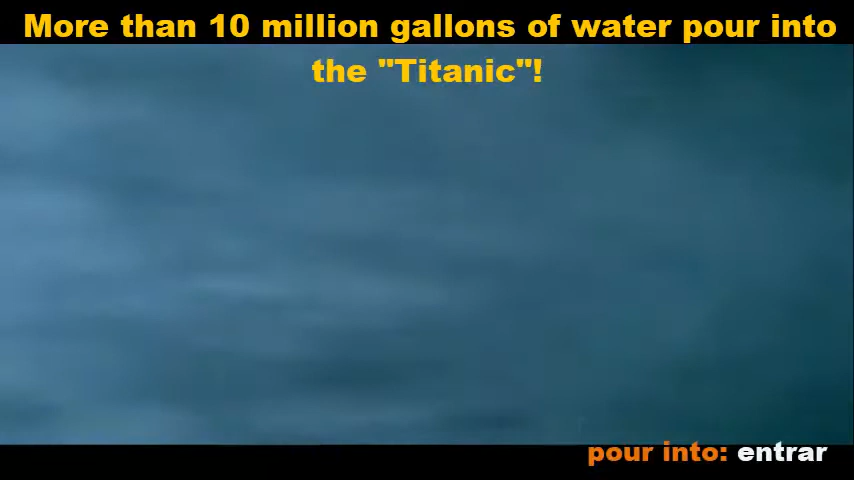 More than 10 million gallons of water pour into
the "Titanic"!
pour into: entrar